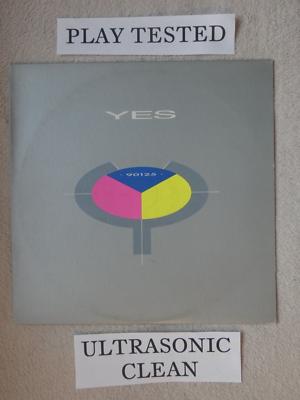 PLAY TESTED
YES
· 90125 ·
ULTRASONIC
CLEAN